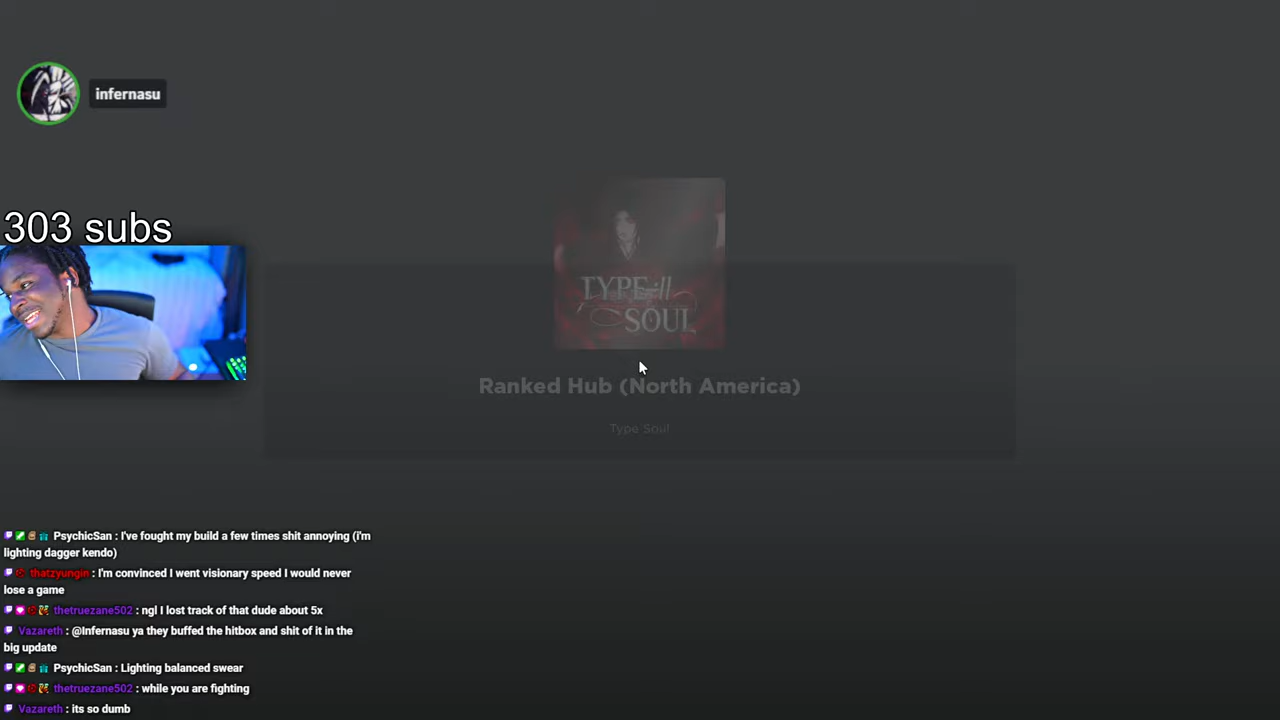 infernasu
303 subs
TYPE
SOUL
Ranked Hub (North America)
Type Soul
PsychicSan : I've fought my build a few times shit annoying (i'm
lighting dagger kendo)
thatzyungin : I'm convinced I went visionary speed I would never
lose a game
thetruezane502 : ngl I lost track of that dude about 5x
Vazareth : @Infernasu ya they buffed the hitbox and shit of it in the
big update
PsychicSan : Lighting balanced swear
thetruezane502 : while you are fighting
Vazareth : its so dumb